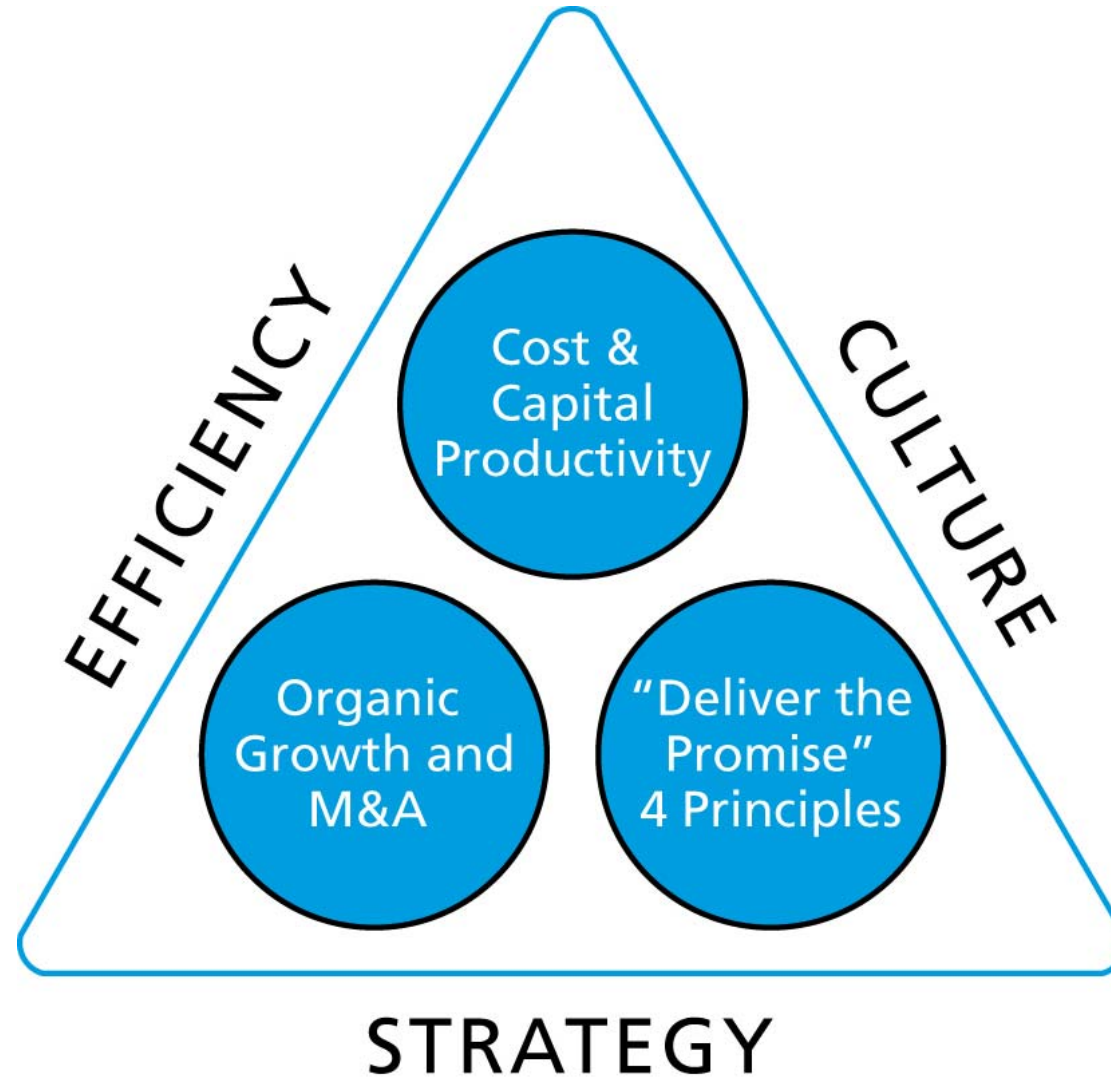 EFFICIENCY
CULTURE
Cost &
Capital
Productivity
Organic
Growth and
M&A
“Deliver the
Promise”
4 Principles
STRATEGY